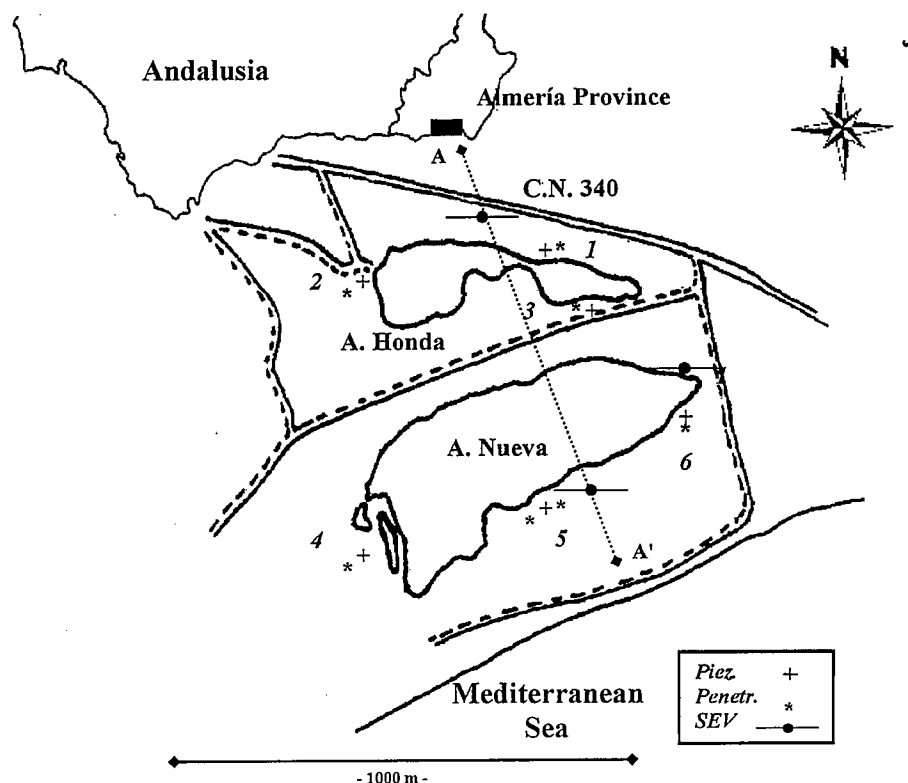 N
Andalusia
Almería Province
A
C.N. 340
+* 1
2 * +
3 * +
A. Honda
A. Nueva
+
*
6
* + *
4 5
* +
A'
Piez. +
Penetr. *
SEV
Mediterranean
Sea
- 1000 m -